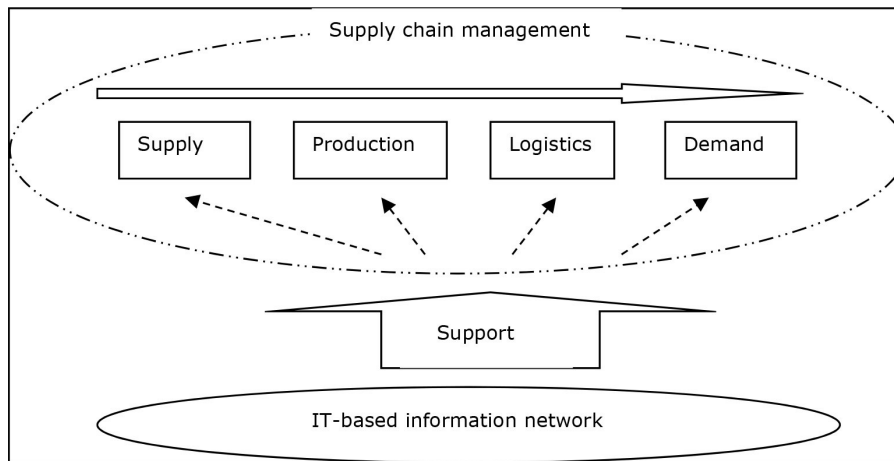 Supply chain management
Supply
Production
Logistics
Demand
Support
IT-based information network